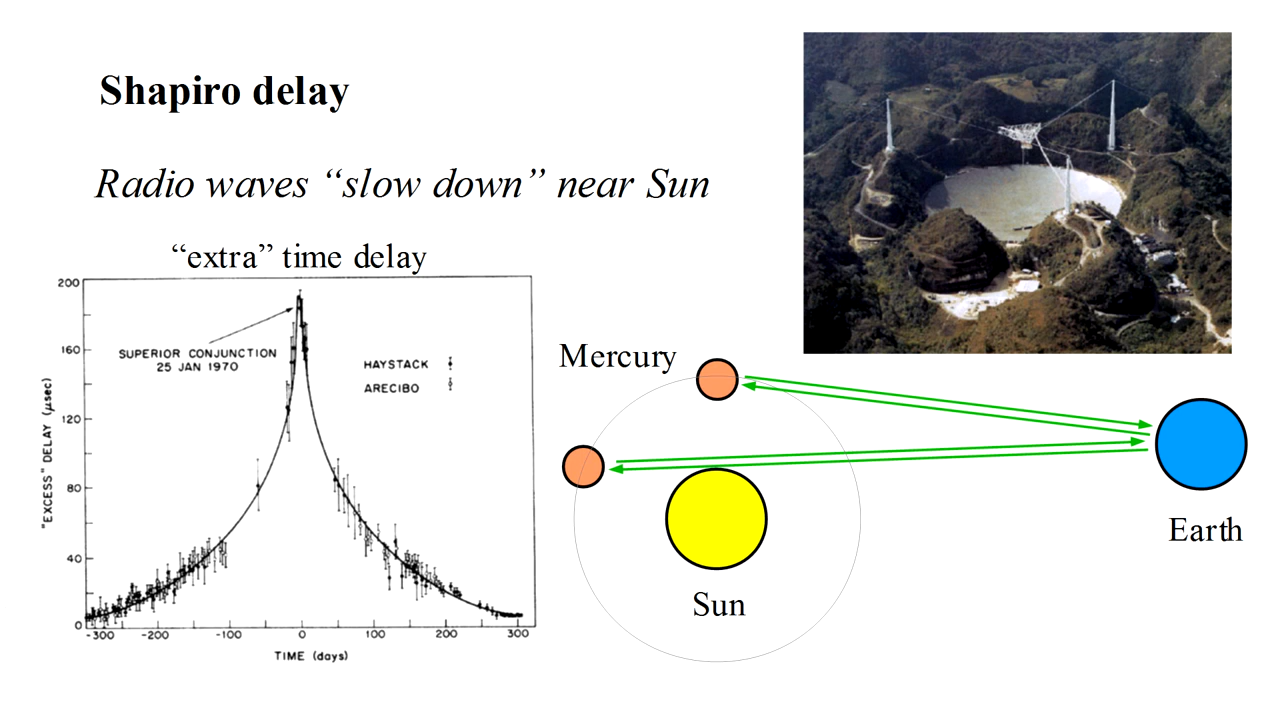 Shapiro delay
Radio waves “slow down” near Sun
“extra” time delay
200
160
120
80
40
0
"EXCESS" DELAY (μsec)
SUPERIOR CONJUNCTION
25 JAN 1970
HAYSTACK
ARECIBO
-300 -200 -100 0 100 200 300
TIME (days)
Mercury
Earth
Sun